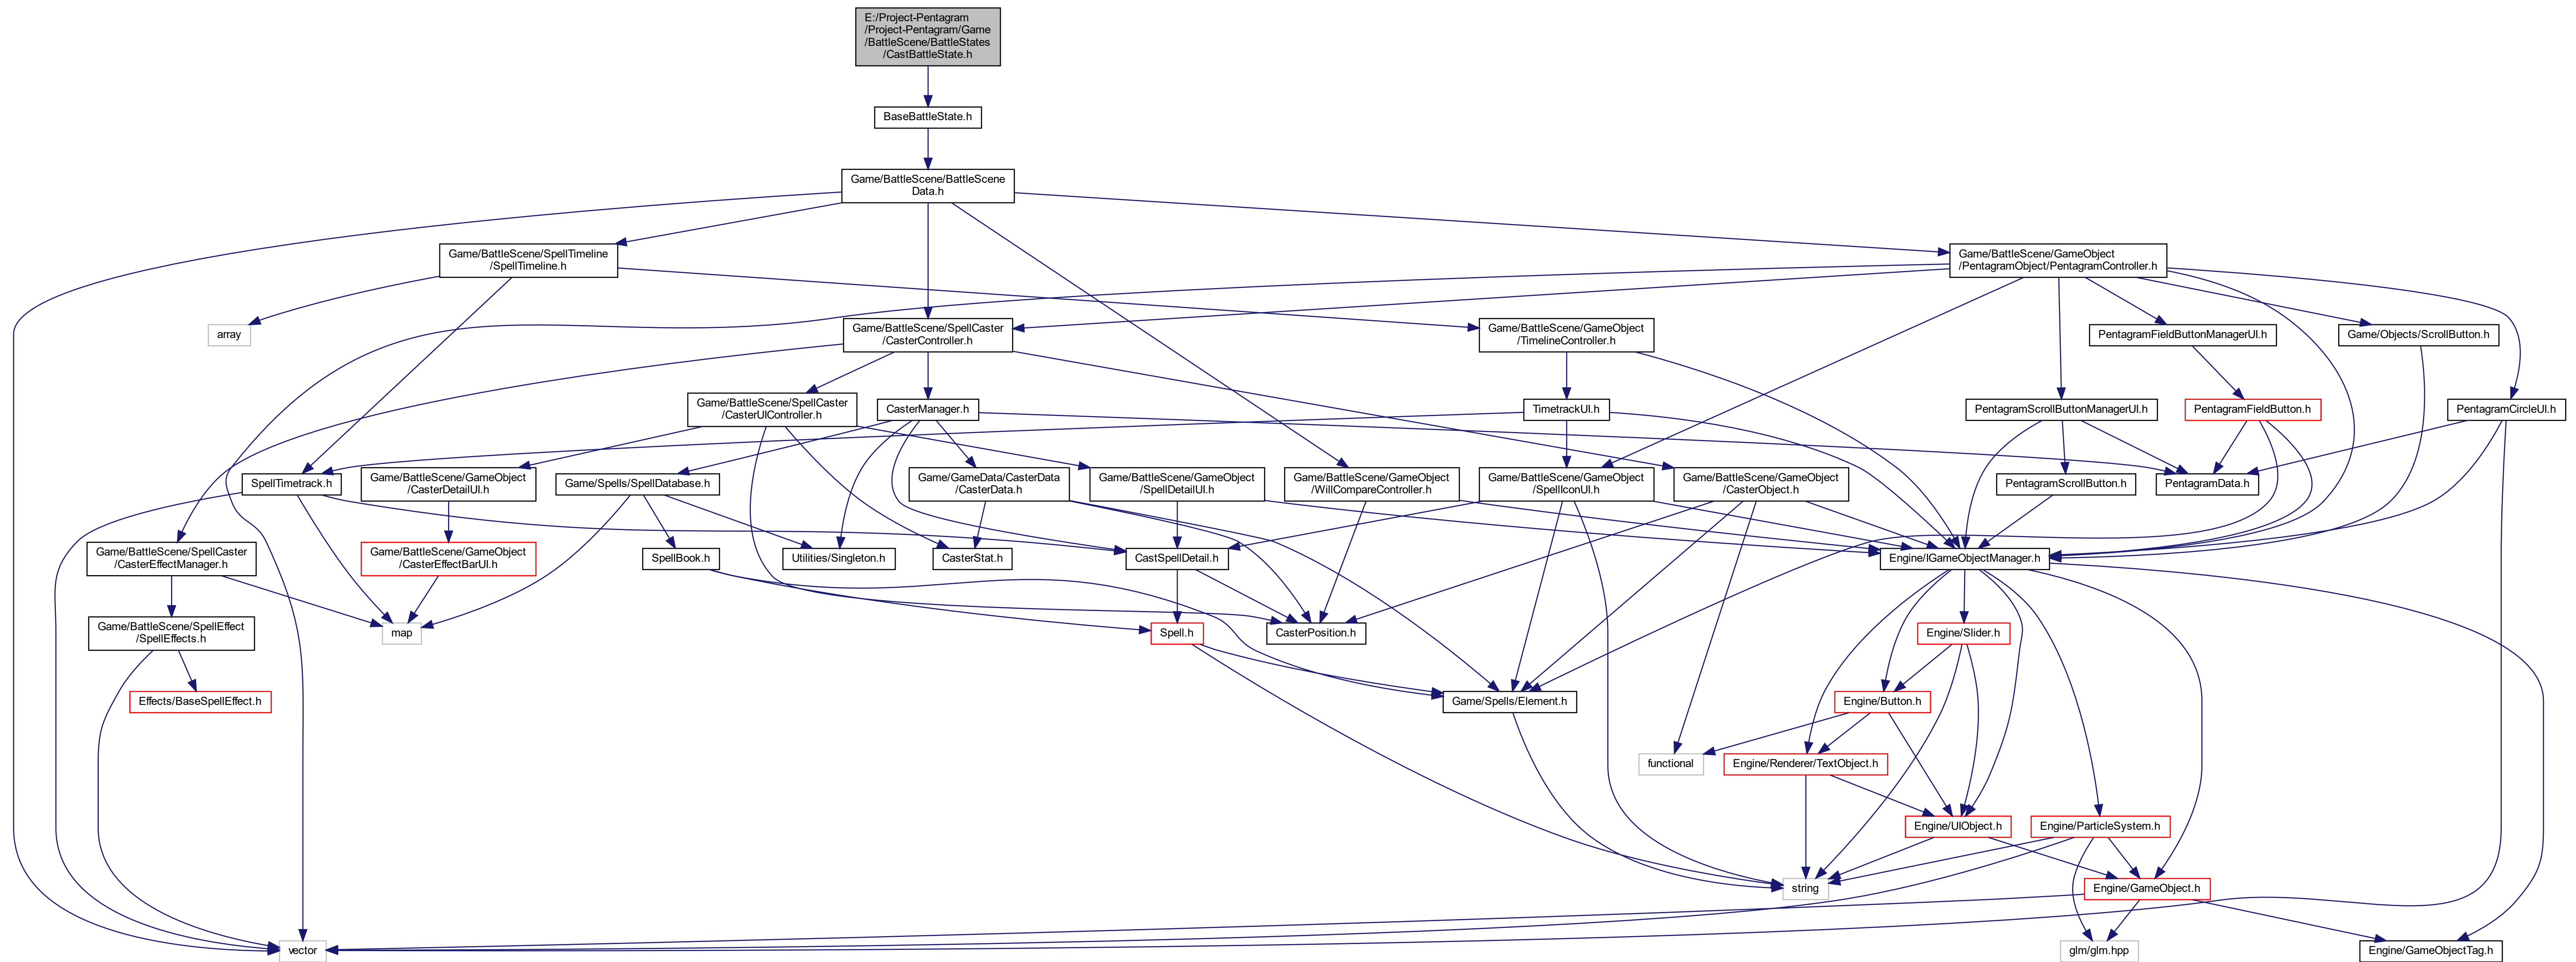 E:/Project-Pentagram
/Project-Pentagram/Game
/BattleScene/BattleStates
/CastBattleState.h
BaseBattleState.h
Game/BattleScene/BattleScene
Data.h
Game/BattleScene/SpellTimeline
/SpellTimeline.h
Game/BattleScene/GameObject
/PentagramObject/PentagramController.h
array
Game/BattleScene/SpellCaster
/CasterController.h
Game/BattleScene/GameObject
/TimelineController.h
PentagramFieldButtonManagerUI.h
Game/Objects/ScrollButton.h
Game/BattleScene/SpellCaster
/CasterUIController.h
CasterManager.h
TimetrackUI.h
PentagramScrollButtonManagerUI.h
PentagramFieldButton.h
PentagramCircleUI.h
SpellTimetrack.h
Game/BattleScene/GameObject
/CasterDetailUI.h
Game/Spells/SpellDatabase.h
Game/GameData/CasterData
/CasterData.h
Game/BattleScene/GameObject
/SpellDetailUI.h
Game/BattleScene/GameObject
/WillCompareController.h
Game/BattleScene/GameObject
/SpellIconUI.h
Game/BattleScene/GameObject
/CasterObject.h
PentagramScrollButton.h
PentagramData.h
Game/BattleScene/SpellCaster
/CasterEffectManager.h
Game/BattleScene/GameObject
/CasterEffectBarUI.h
SpellBook.h
Utilities/Singleton.h
CasterStat.h
CastSpellDetail.h
Engine/IGameObjectManager.h
Game/BattleScene/SpellEffect
/SpellEffects.h
map
Spell.h
CasterPosition.h
Engine/Slider.h
Effects/BaseSpellEffect.h
Game/Spells/Element.h
Engine/Button.h
functional
Engine/Renderer/TextObject.h
Engine/UIObject.h
Engine/ParticleSystem.h
string
Engine/GameObject.h
vector
glm/glm.hpp
Engine/GameObjectTag.h